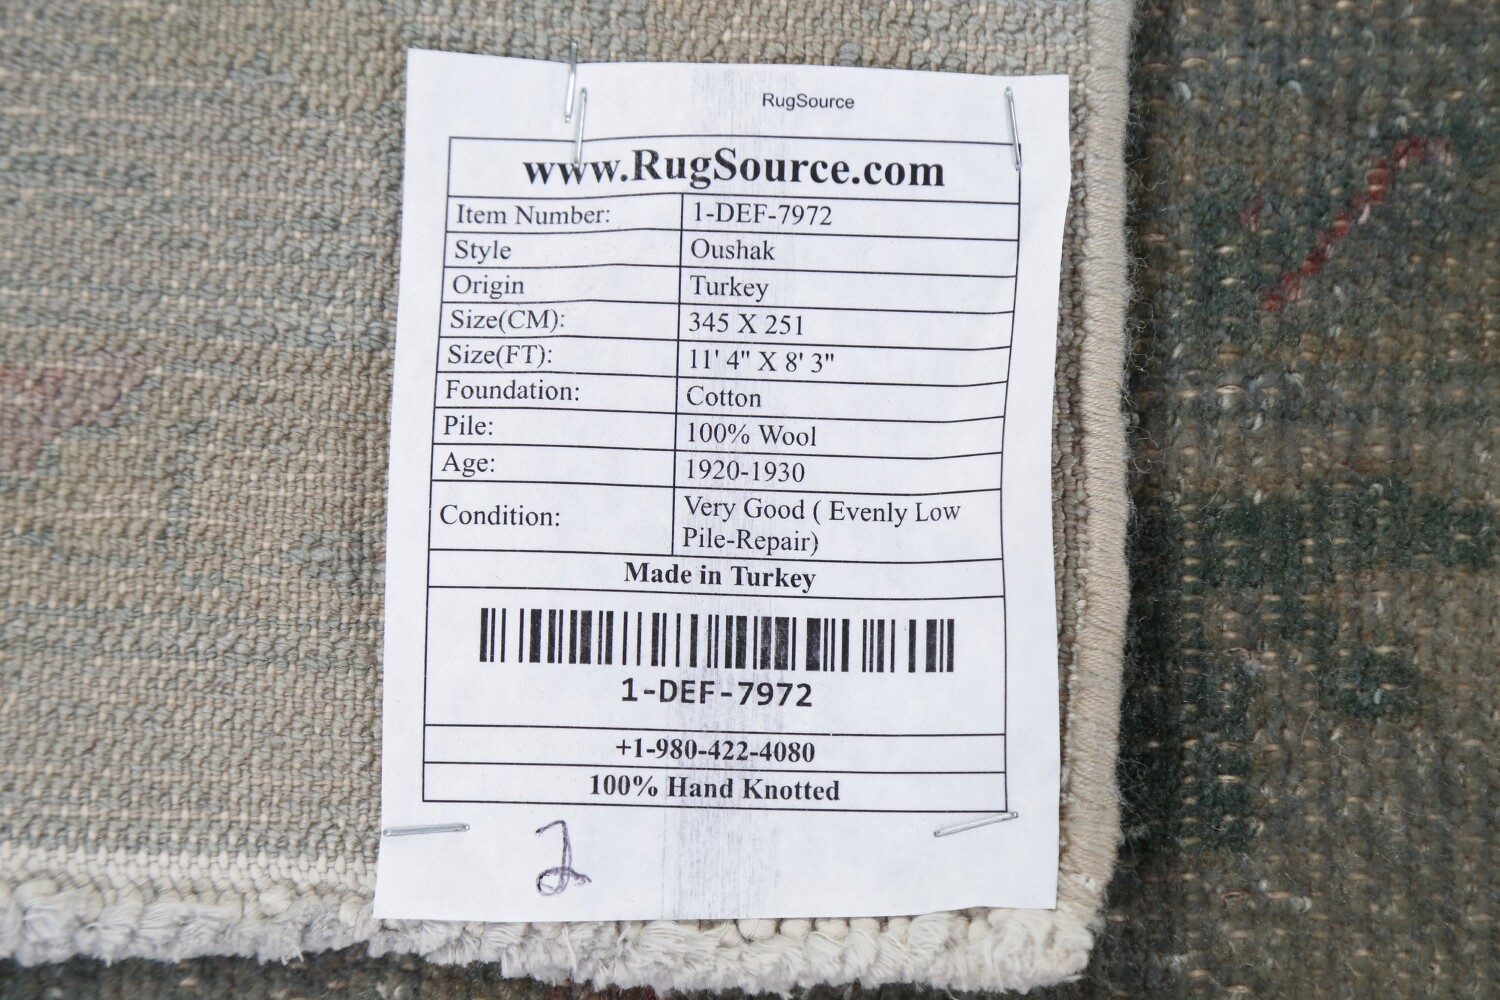 RugSource
www.RugSource.com
Item Number: 1-DEF-7972
Style Oushak
Origin Turkey
Size(CM): 345 X 251
Size(FT): 11' 4" X 8' 3"
Foundation: Cotton
Pile: 100% Wool
Age: 1920-1930
Condition: Very Good ( Evenly Low
Pile-Repair)
Made in Turkey
1-DEF-7972
+1-980-422-4080
100% Hand Knotted
2